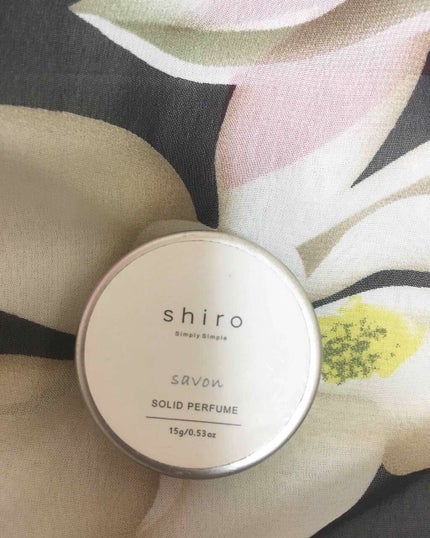 shiro
Simply Simple
savon
SOLID PERFUME
15g/0.53oz